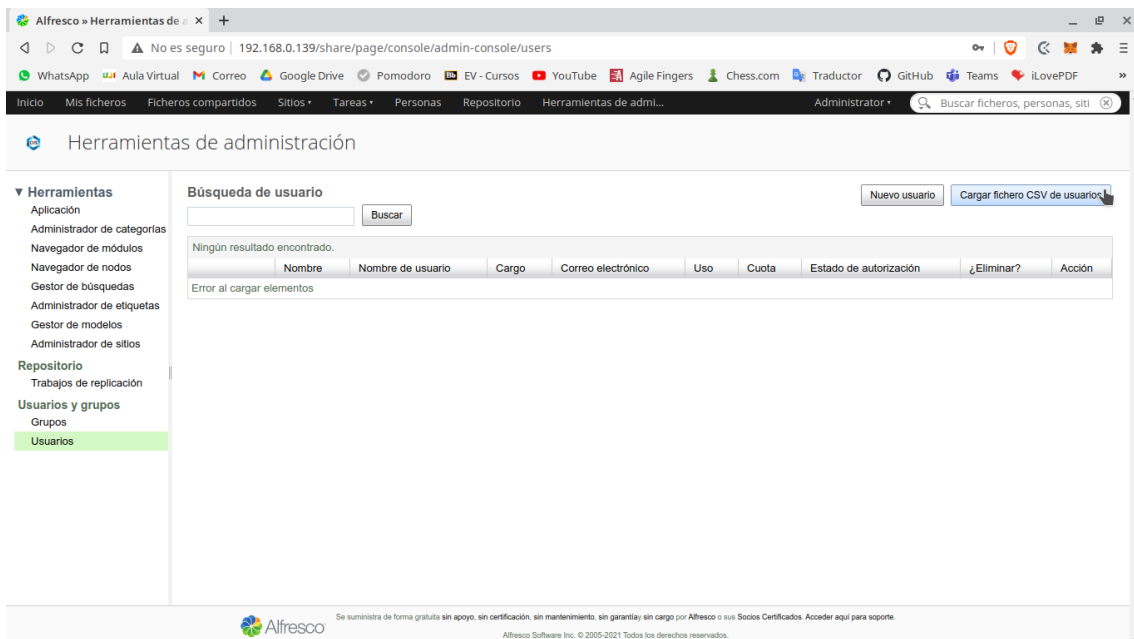 Alfresco » Herramientas de a
No es seguro 192.168.0.139/share/page/console/admin-console/users
WhatsApp Aula Virtual Correo Google Drive Pomodoro EV - Cursos YouTube Agile Fingers Chess.com Traductor GitHub Teams iLovePDF »
Inicio Mis ficheros Ficheros compartidos Sitios Tareas Personas Repositorio Herramientas de admi... Administrator Buscar ficheros, personas, siti
Herramientas de administración
Herramientas
Aplicación
Administrador de categorías
Navegador de módulos
Navegador de nodos
Gestor de búsquedas
Administrador de etiquetas
Gestor de modelos
Administrador de sitios
Repositorio
Trabajos de replicación
Usuarios y grupos
Grupos
Usuarios
Búsqueda de usuario
Nuevo usuario Cargar fichero CSV de usuarios
Buscar
Ningún resultado encontrado.
Nombre Nombre de usuario Cargo Correo electrónico Uso Cuota Estado de autorización ¿Eliminar? Acción
Error al cargar elementos
Alfresco
Se suministra de forma gratuita sin apoyo, sin certificación, sin mantenimiento, sin garantíay sin cargo por Alfresco o sus Socios Certificados. Acceder aquí para soporte.
Alfresco Software Inc. © 2005-2021 Todos los derechos reservados.